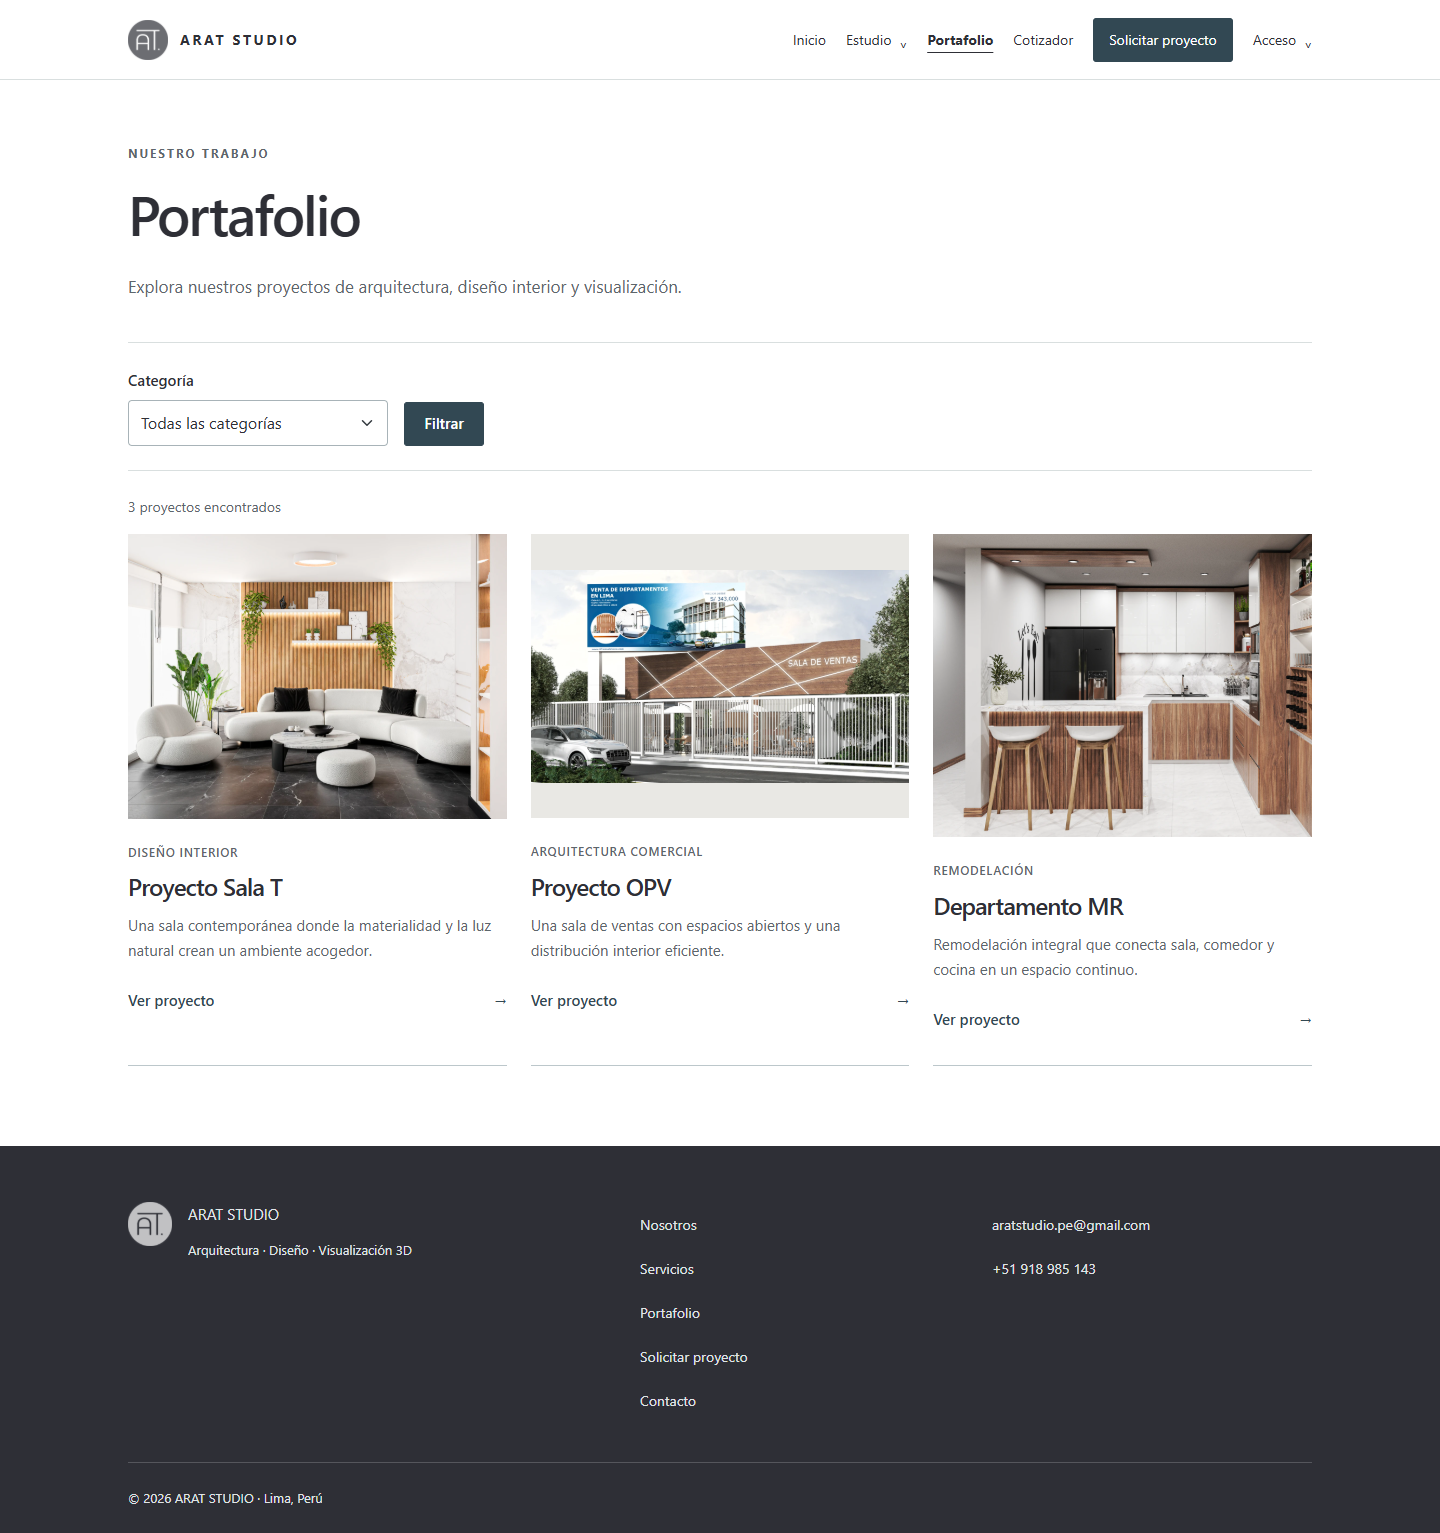 AT.
ARAT STUDIO
Inicio
Estudio
Portafolio
Cotizador
Solicitar proyecto
Acceso
NUESTRO TRABAJO
Portafolio
Explora nuestros proyectos de arquitectura, diseño interior y visualización.
Categoría
Todas las categorías
Filtrar
3 proyectos encontrados
VENTA DE DEPARTAMENTOS
EN LIMA
S/ 343,000
SALA DE VENTAS
DISEÑO INTERIOR
Proyecto Sala T
Una sala contemporánea donde la materialidad y la luz
natural crean un ambiente acogedor.
Ver proyecto →
ARQUITECTURA COMERCIAL
Proyecto OPV
Una sala de ventas con espacios abiertos y una
distribución interior eficiente.
Ver proyecto →
REMODELACIÓN
Departamento MR
Remodelación integral que conecta sala, comedor y
cocina en un espacio continuo.
Ver proyecto →
AT.
ARAT STUDIO
Arquitectura · Diseño · Visualización 3D
Nosotros
Servicios
Portafolio
Solicitar proyecto
Contacto
aratstudio.pe@gmail.com
+51 918 985 143
© 2026 ARAT STUDIO · Lima, Perú